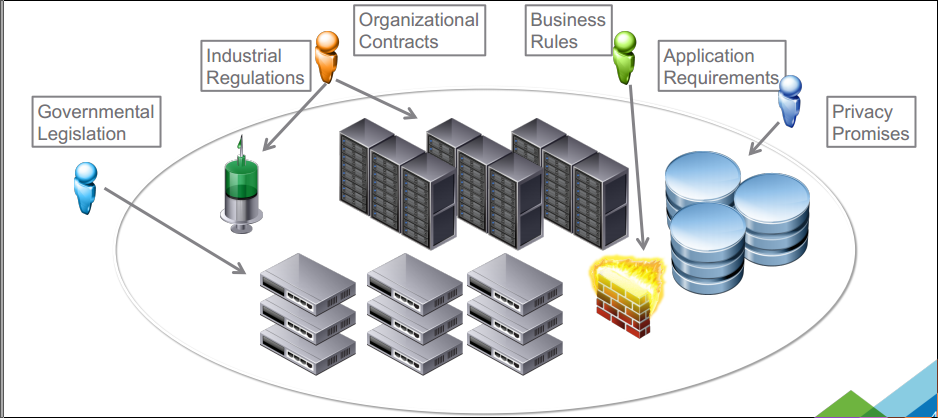 Organizational
Contracts
Business
Rules
Industrial
Regulations
Application
Requirements
Governmental
Legislation
Privacy
Promises